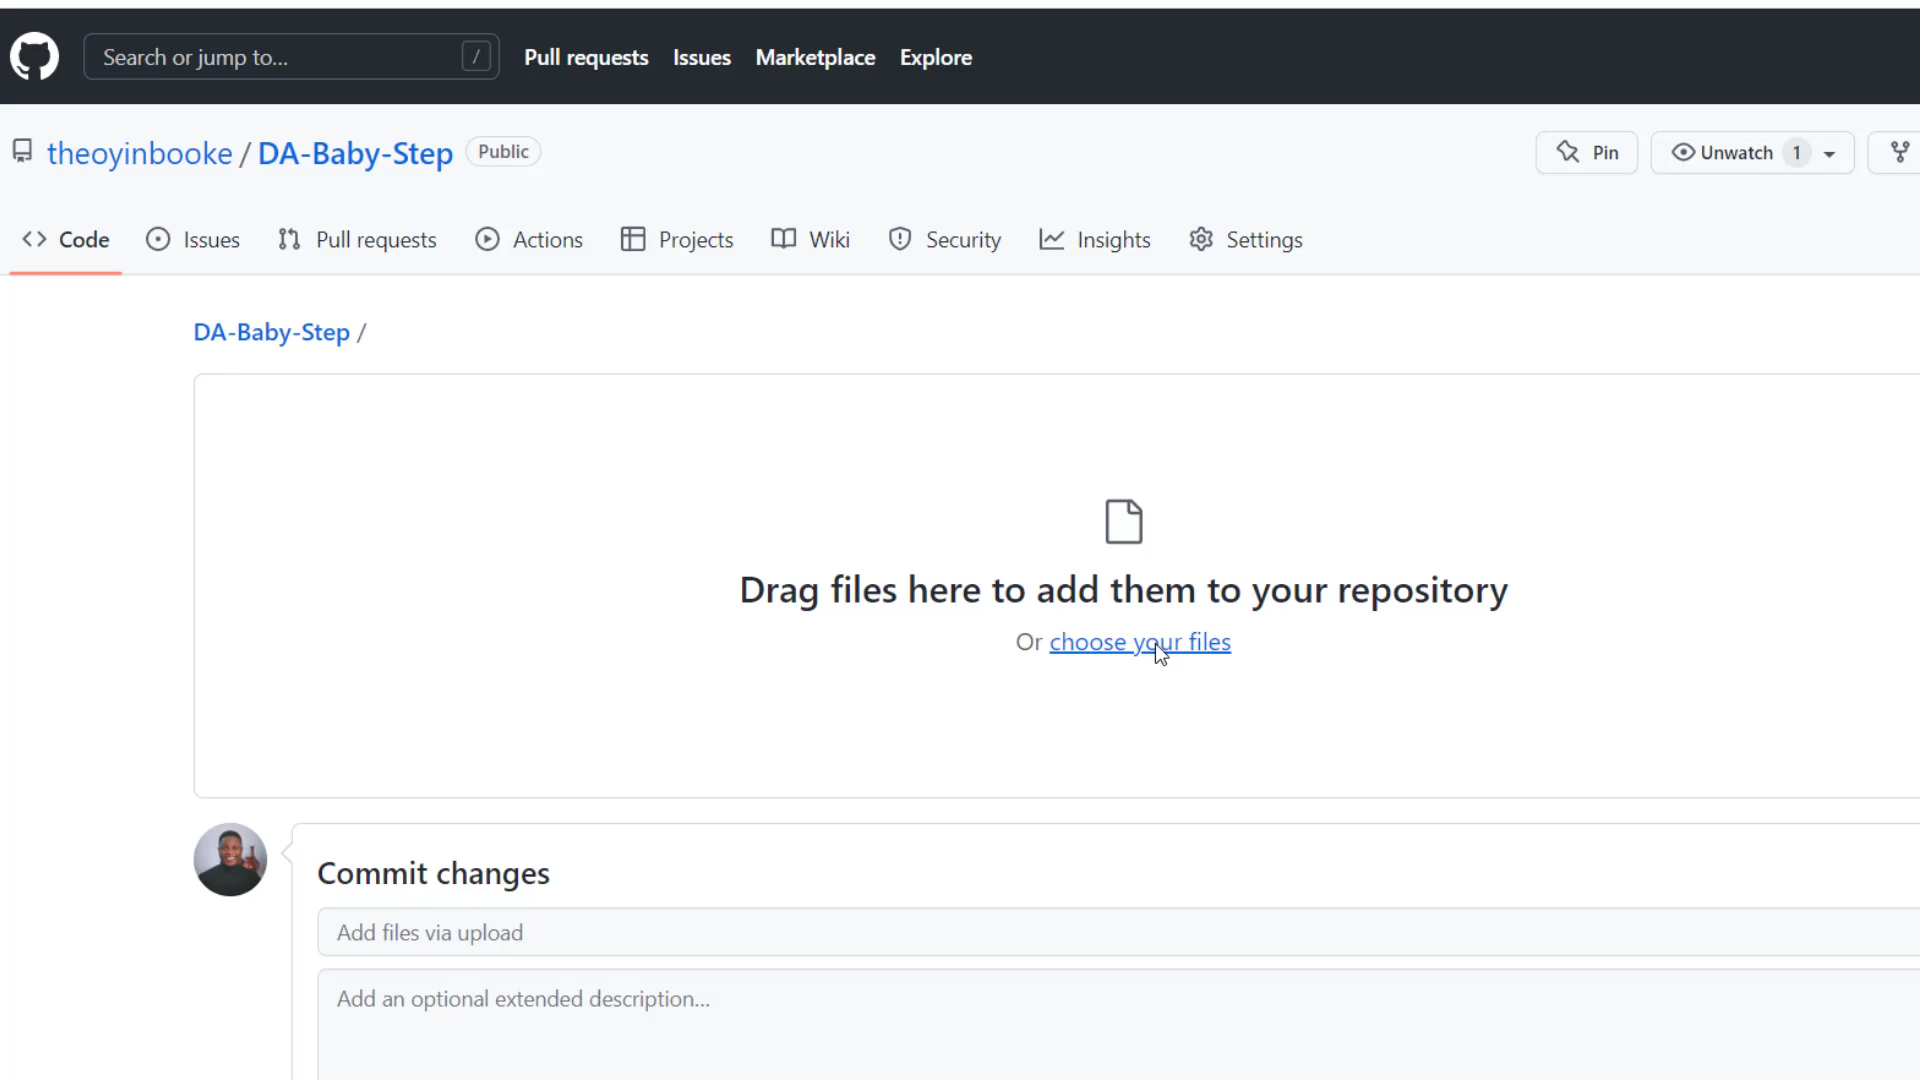 Search or jump to... / Pull requests Issues Marketplace Explore
theoyinbooke / DA-Baby-Step Public Pin Unwatch 1
Code Issues Pull requests Actions Projects Wiki Security Insights Settings
DA-Baby-Step /
Drag files here to add them to your repository
Or choose your files
Commit changes
Add files via upload
Add an optional extended description...